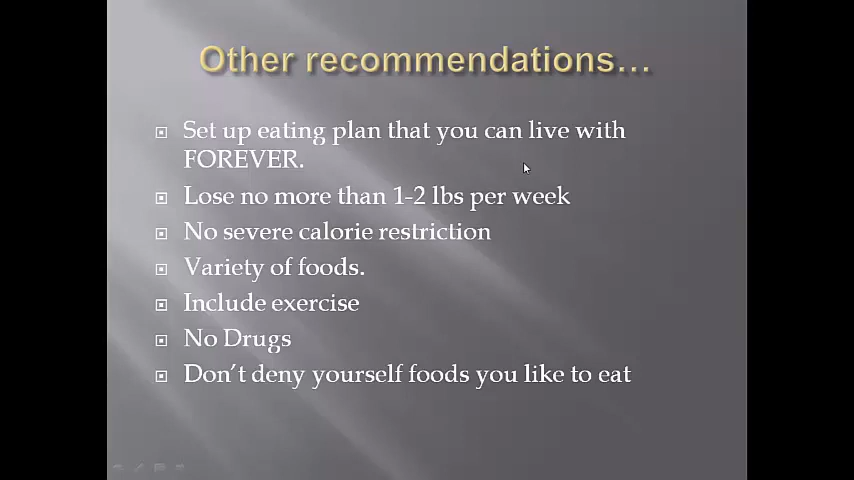 Other recommendations...
Set up eating plan that you can live with
FOREVER.
Lose no more than 1-2 lbs per week
No severe calorie restriction
Variety of foods.
Include exercise
No Drugs
Don't deny yourself foods you like to eat